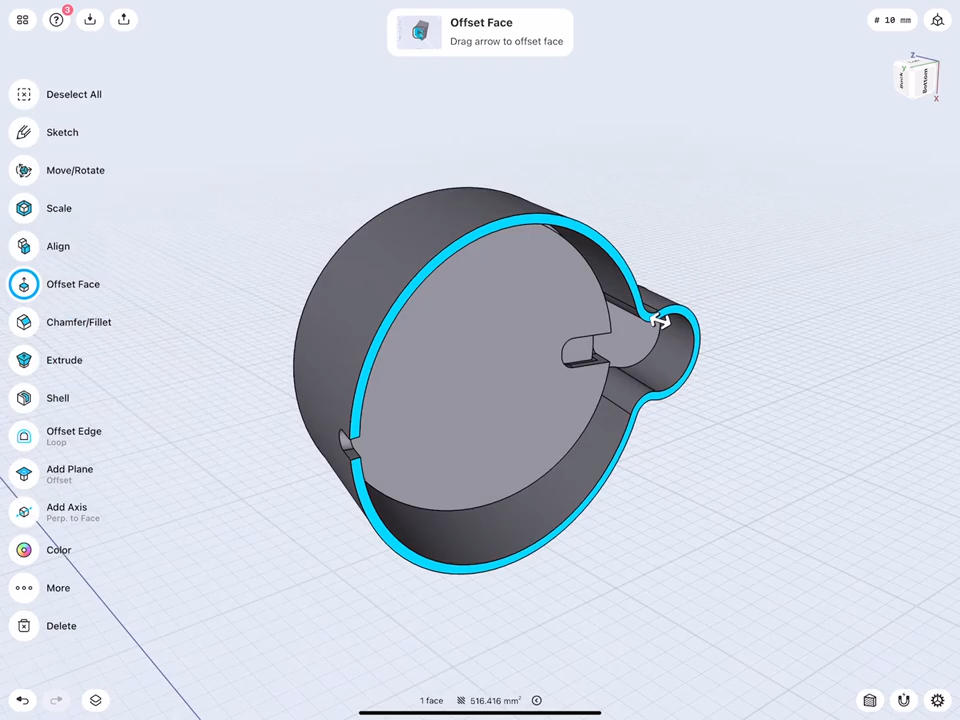 3
Offset Face
Drag arrow to offset face
# 10 mm
Z
Y
Back
Bottom
X
Deselect All
Sketch
Move/Rotate
Scale
Align
Offset Face
Chamfer/Fillet
Extrude
Shell
Offset Edge
Loop
Add Plane
Offset
Add Axis
Perp. to Face
Color
More
Delete
1 face
516.416 mm²